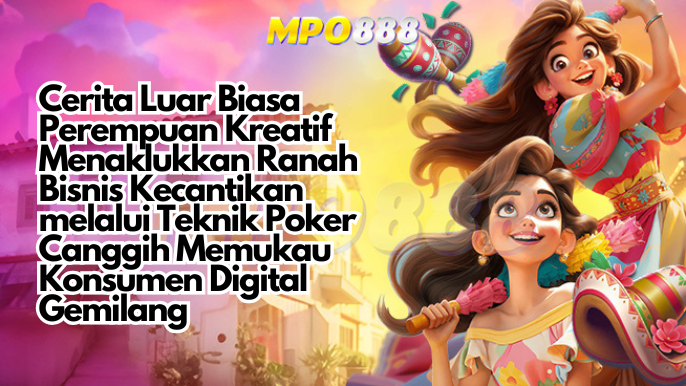 MPO888
Cerita Luar Biasa
Perempuan Kreatif
Menaklukkan Ranah
Bisnis Kecantikan
melalui Teknik Poker
Canggih Memukau
Konsumen Digital
Gemilang